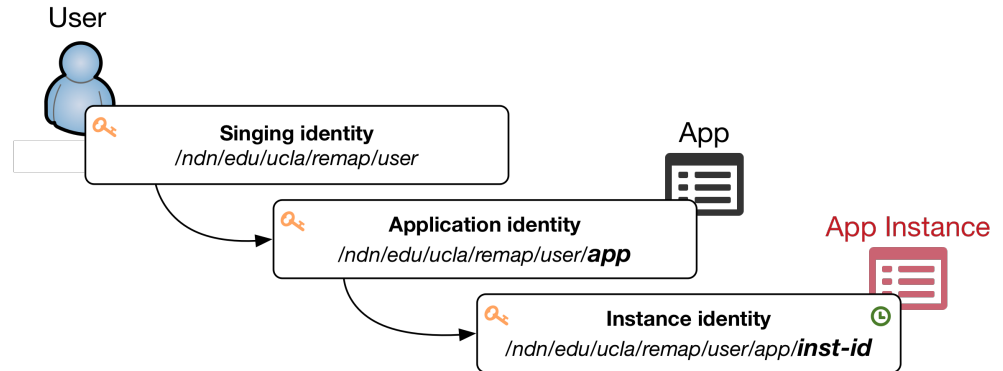 User
Singing identity
/ndn/edu/ucla/remap/user
App
Application identity
/ndn/edu/ucla/remap/user/app
App Instance
Instance identity
/ndn/edu/ucla/remap/user/app/inst-id